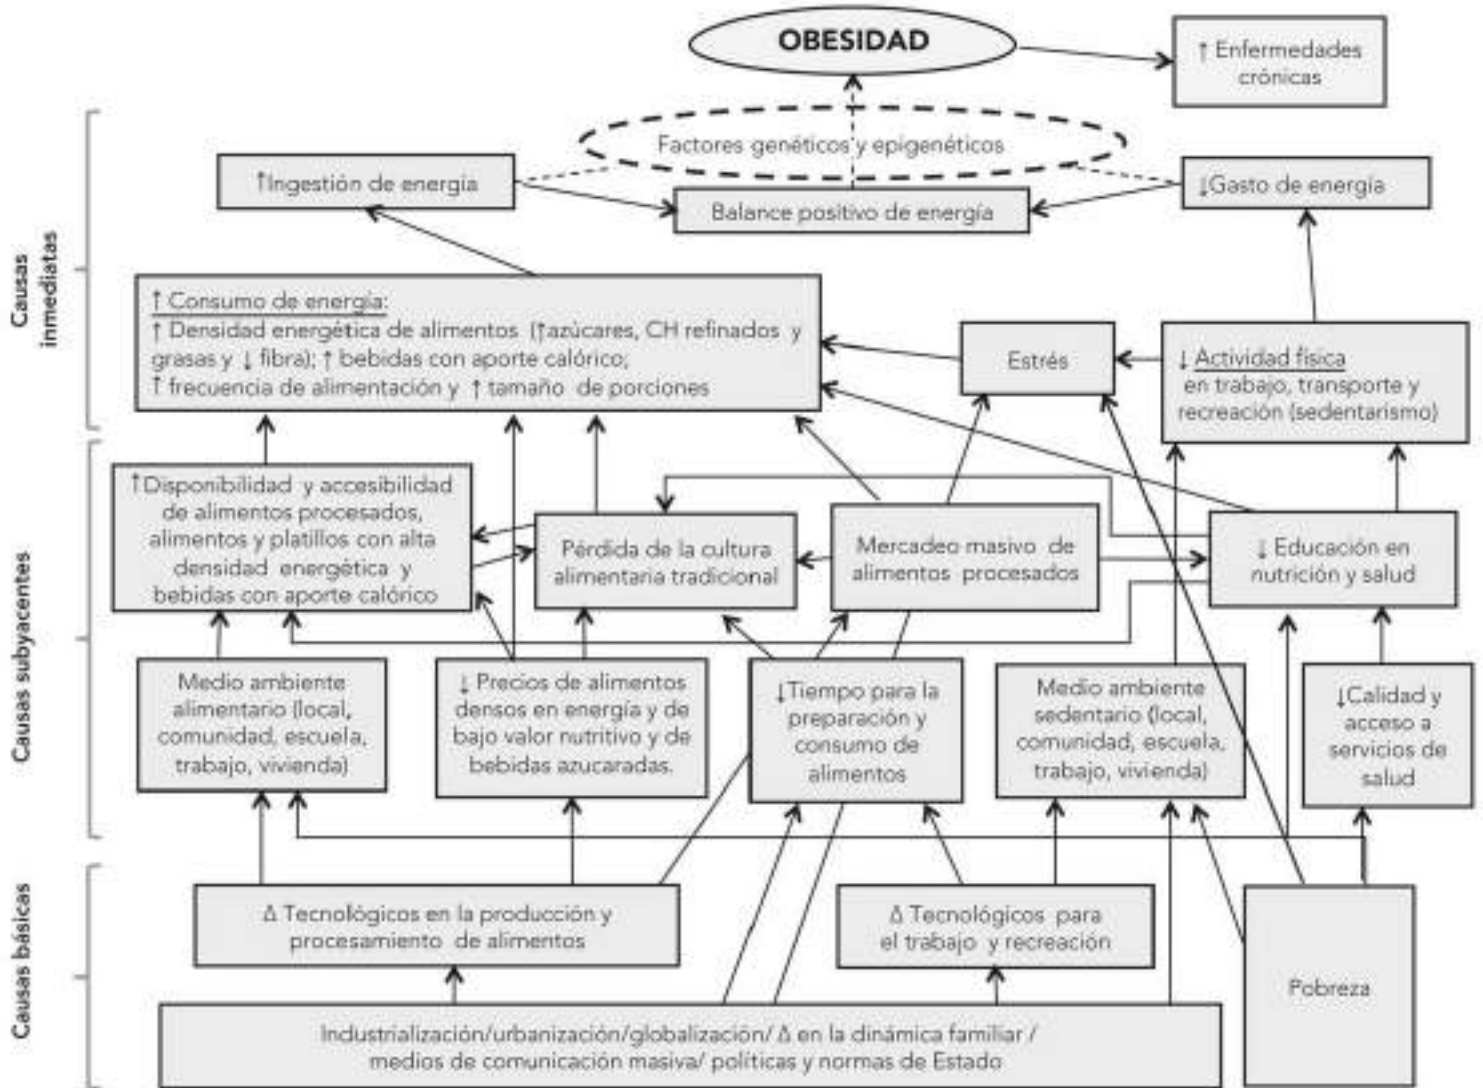 OBESIDAD
↑ Enfermedades
crónicas
Causas
inmediatas
Factores genéticos y epigenéticos
↑Ingestión de energía
↓Gasto de energía
Balance positivo de energía
↑ Consumo de energía:
↑ Densidad energética de alimentos (↑azúcares, CH refinados y
grasas y ↓ fibra); ↑ bebidas con aporte calórico;
↑ frecuencia de alimentación y ↑ tamaño de porciones
Estrés
↓ Actividad física
en trabajo, transporte y
recreación (sedentarismo)
Causas subyacentes
↑Disponibilidad y accesibilidad
de alimentos procesados,
alimentos y platillos con alta
densidad energética y
bebidas con aporte calórico
Pérdida de la cultura
alimentaria tradicional
Mercadeo masivo de
alimentos procesados
↓ Educación en
nutrición y salud
Medio ambiente
alimentario (local,
comunidad, escuela,
trabajo, vivienda)
↓ Precios de alimentos
densos en energía y de
bajo valor nutritivo y de
bebidas azucaradas.
↓Tiempo para la
preparación y
consumo de
alimentos
Medio ambiente
sedentario (local,
comunidad, escuela,
trabajo, vivienda)
↓Calidad y
acceso a
servicios de
salud
Causas básicas
Δ Tecnológicos en la producción y
procesamiento de alimentos
Δ Tecnológicos para
el trabajo y recreación
Pobreza
Industrialización/urbanización/globalización/ Δ en la dinámica familiar /
medios de comunicación masiva/ políticas y normas de Estado